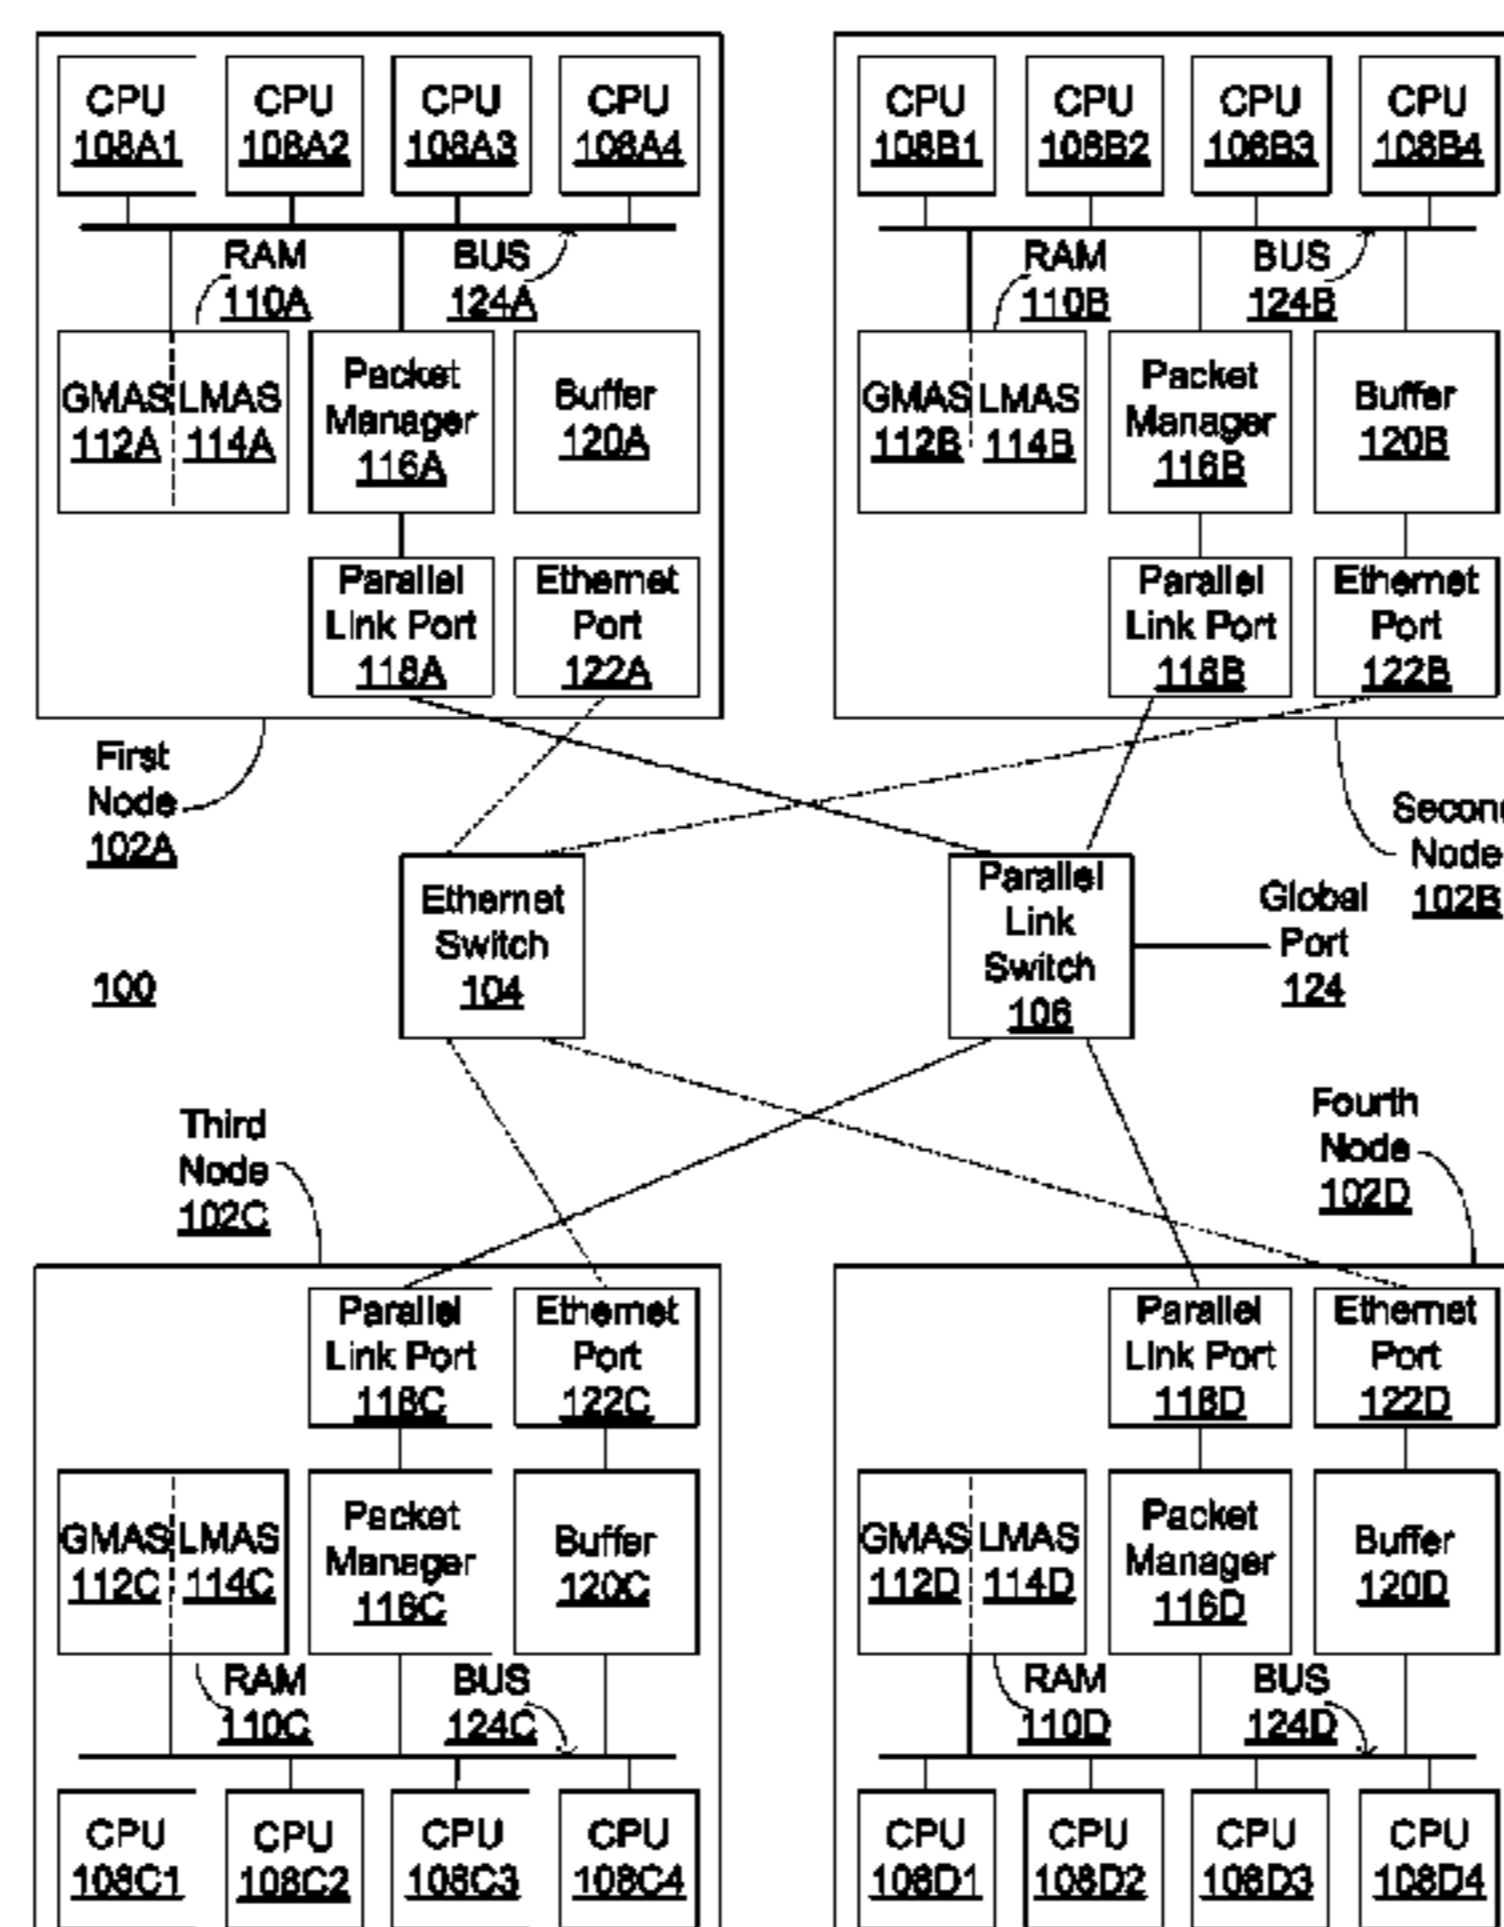 CPU CPU CPU CPU
108A1 108A2 108A3 108A4
RAM BUS
110A 124A
GMAS LMAS
112A 114A
Packet
Manager
116A
Buffer
120A
Parallel
Link Port
118A
Ethernet
Port
122A
First
Node
102A
CPU CPU CPU CPU
108B1 108B2 108B3 108B4
RAM BUS
110B 124B
GMAS LMAS
112B 114B
Packet
Manager
116B
Buffer
120B
Parallel
Link Port
118B
Ethernet
Port
122B
Second
Node
102B
Ethernet
Switch
104
Parallel
Link
Switch
106
Global
Port
124
100
Third
Node
102C
Parallel
Link Port
118C
Ethernet
Port
122C
GMAS LMAS
112C 114C
Packet
Manager
116C
Buffer
120C
RAM BUS
110C 124C
CPU CPU CPU CPU
108C1 108C2 108C3 108C4
Fourth
Node
102D
Parallel
Link Port
118D
Ethernet
Port
122D
GMAS LMAS
112D 114D
Packet
Manager
116D
Buffer
120D
RAM BUS
110D 124D
CPU CPU CPU CPU
108D1 108D2 108D3 108D4